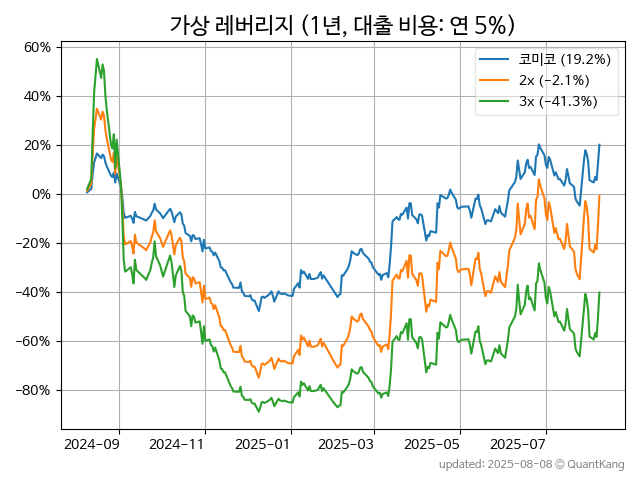 가상 레버리지 (1년, 대출 비용: 연 5%)
60%
40%
20%
0%
−20%
−40%
−60%
−80%
코미코 (19.2%)
2x (−2.1%)
3x (−41.3%)
2024-09
2024-11
2025-01
2025-03
2025-05
2025-07
updated: 2025-08-08 © QuantKang